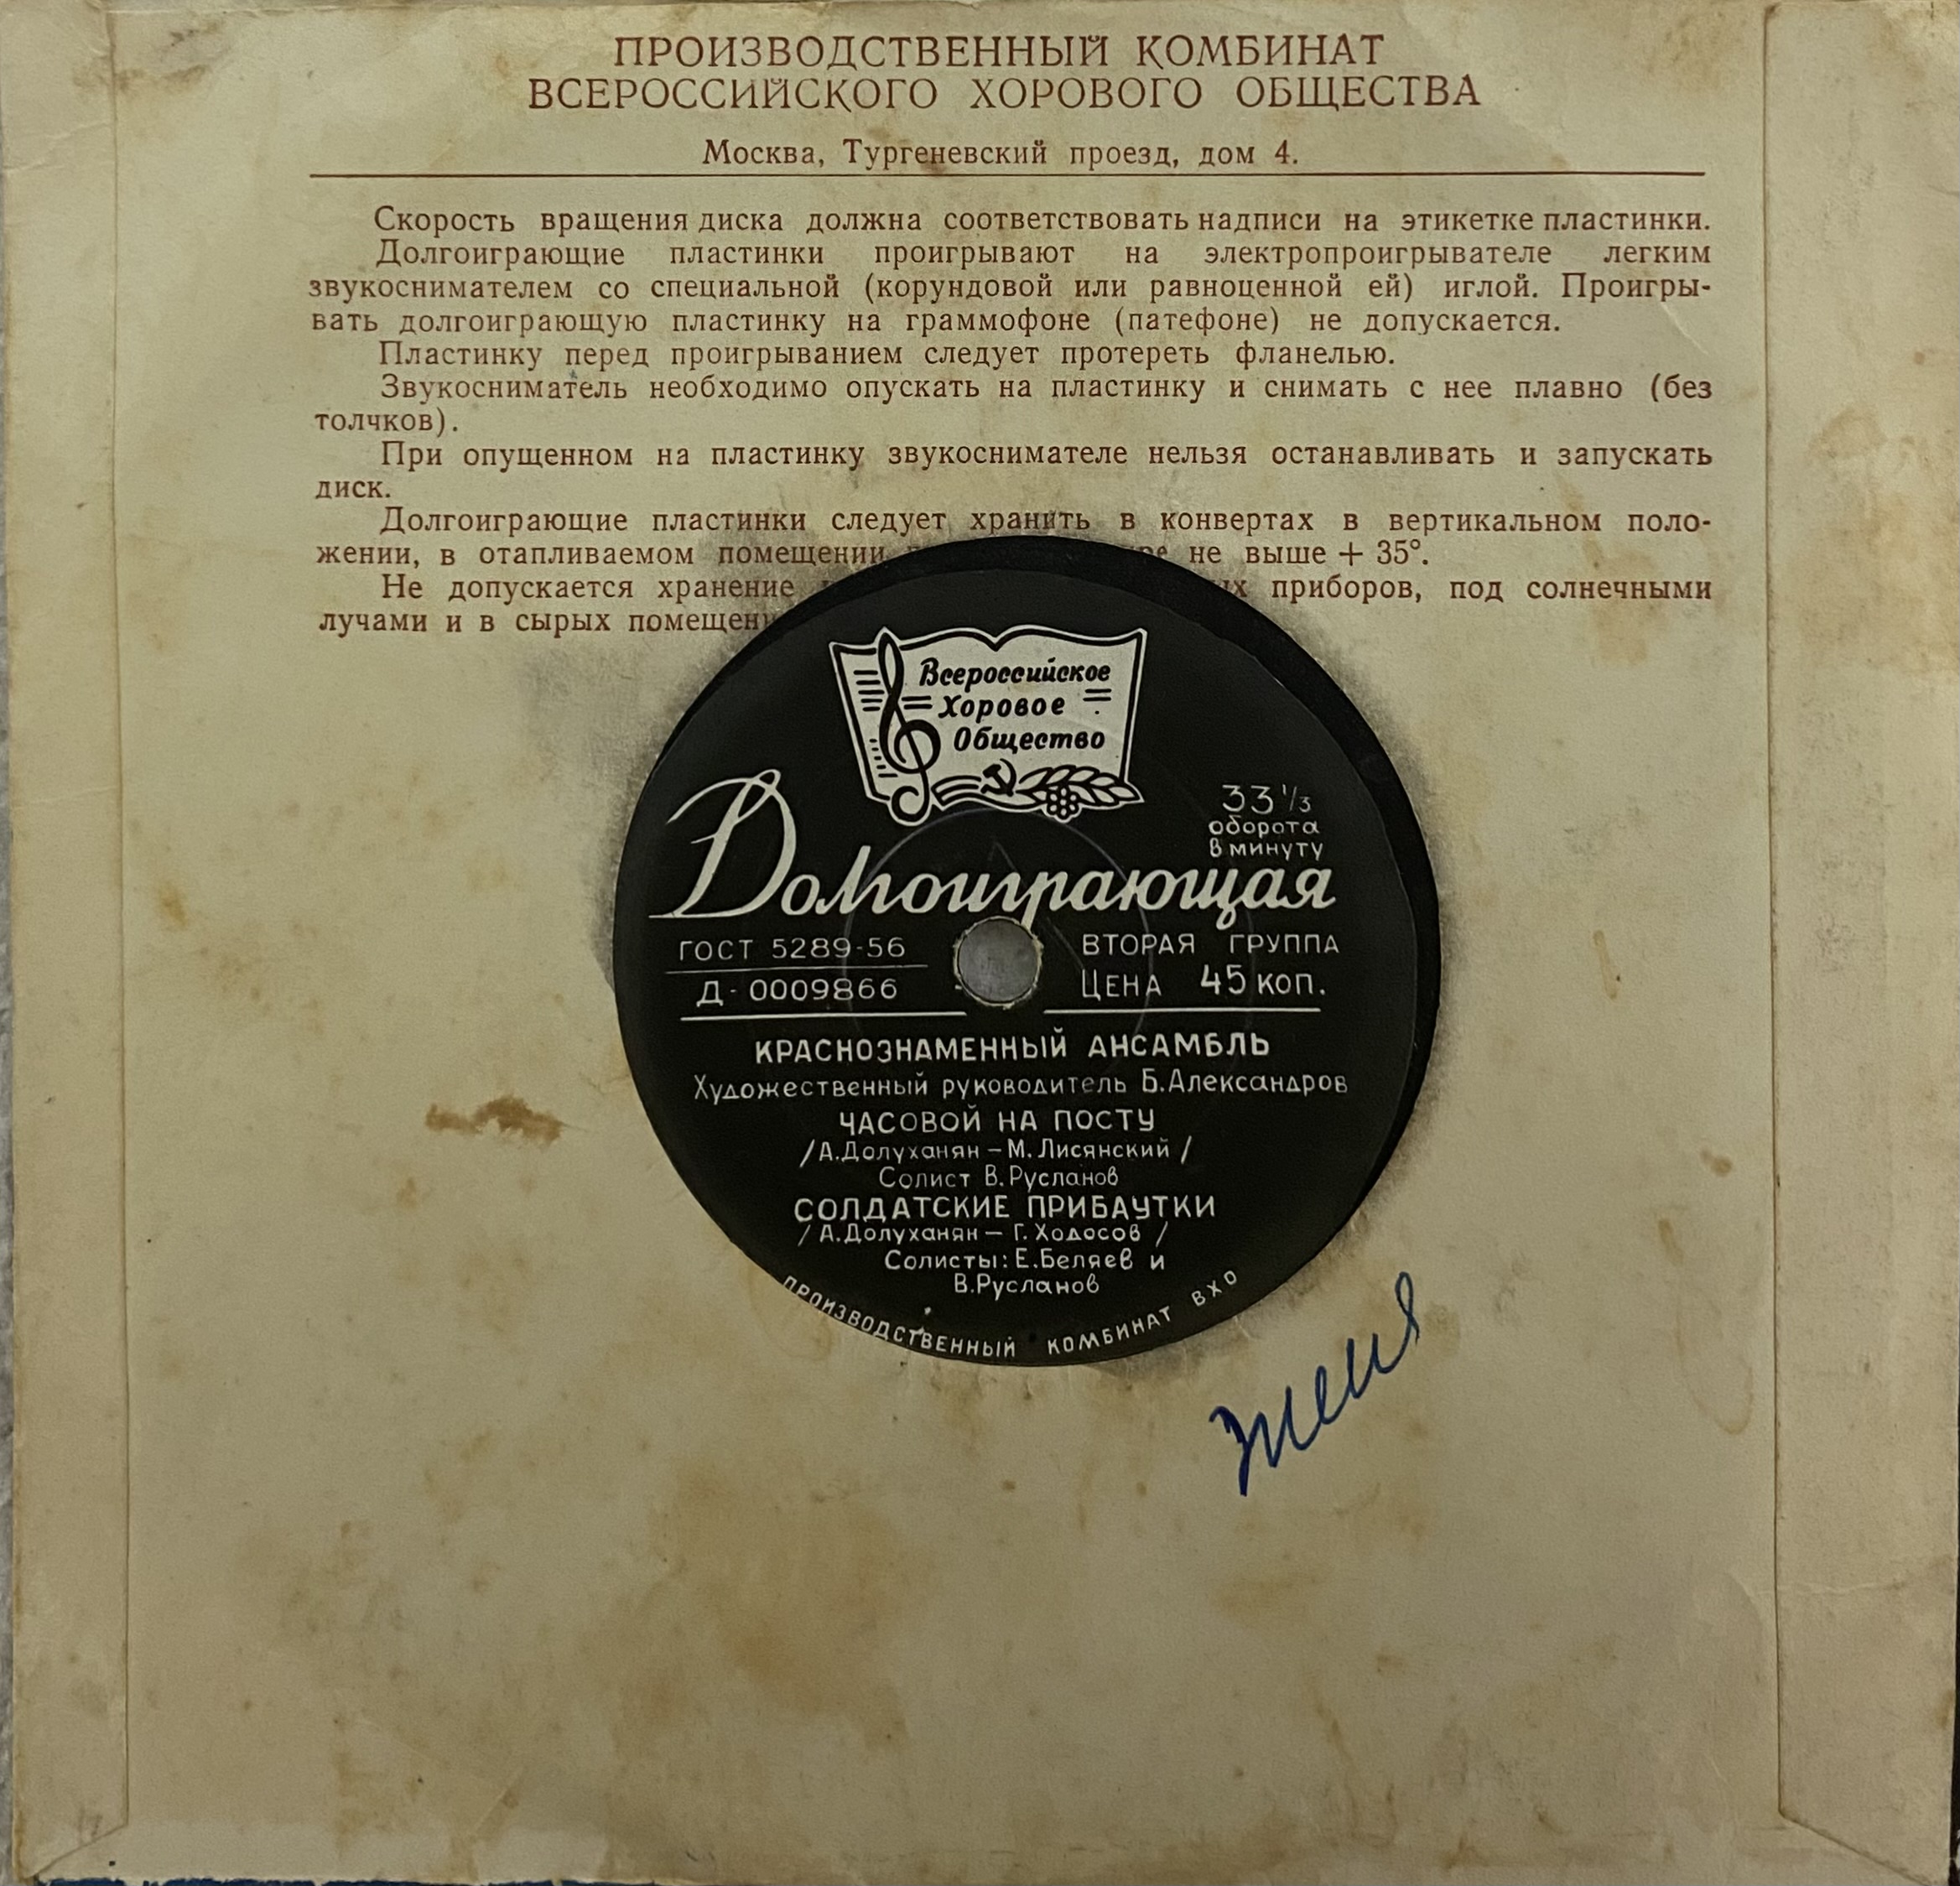 ПРОИЗВОДСТВЕННЫЙ КОМБИНАТ
ВСЕРОССИЙСКОГО ХОРОВОГО ОБЩЕСТВА
Москва, Тургеневский проезд, дом 4.
Скорость вращения диска должна соответствовать надписи на этикетке пластинки.
Долгоиграющие пластинки проигрывают на электропроигрывателе легким
звукоснимателем со специальной (корундовой или равноценной ей) иглой. Проигры-
вать долгоиграющую пластинку на граммофоне (патефоне) не допускается.
Пластинку перед проигрыванием следует протереть фланелью.
Звукосниматель необходимо опускать на пластинку и снимать с нее плавно (без
толчков).
При опущенном на пластинку звукоснимателе нельзя останавливать и запускать
диск.
Долгоиграющие пластинки следует хранить в конвертах в вертикальном поло-
жении, в отапливаемом помещении не выше + 35°.
Не допускается хранение приборов, под солнечными
лучами и в сырых
Всероссийское
Хоровое
Общество
33 1/3
оборота
в минуту
Долгоиграющая
ГОСТ 5289-56
Д-0009866
ВТОРАЯ ГРУППА
ЦЕНА 45 КОП.
КРАСНОЗНАМЕННЫЙ АНСАМБЛЬ
Художественный руководитель Б.Александров
ЧАСОВОЙ НА ПОСТУ
/А.Долуханян – М. Лисянский/
Солист В.Русланов
СОЛДАТСКИЕ ПРИБАУТКИ
/А.Долуханян – Г. Ходосов/
Солисты: Е.Беляев и
В.Русланов
ПРОИЗВОДСТВЕННЫЙ КОМБИНАТ ВХО